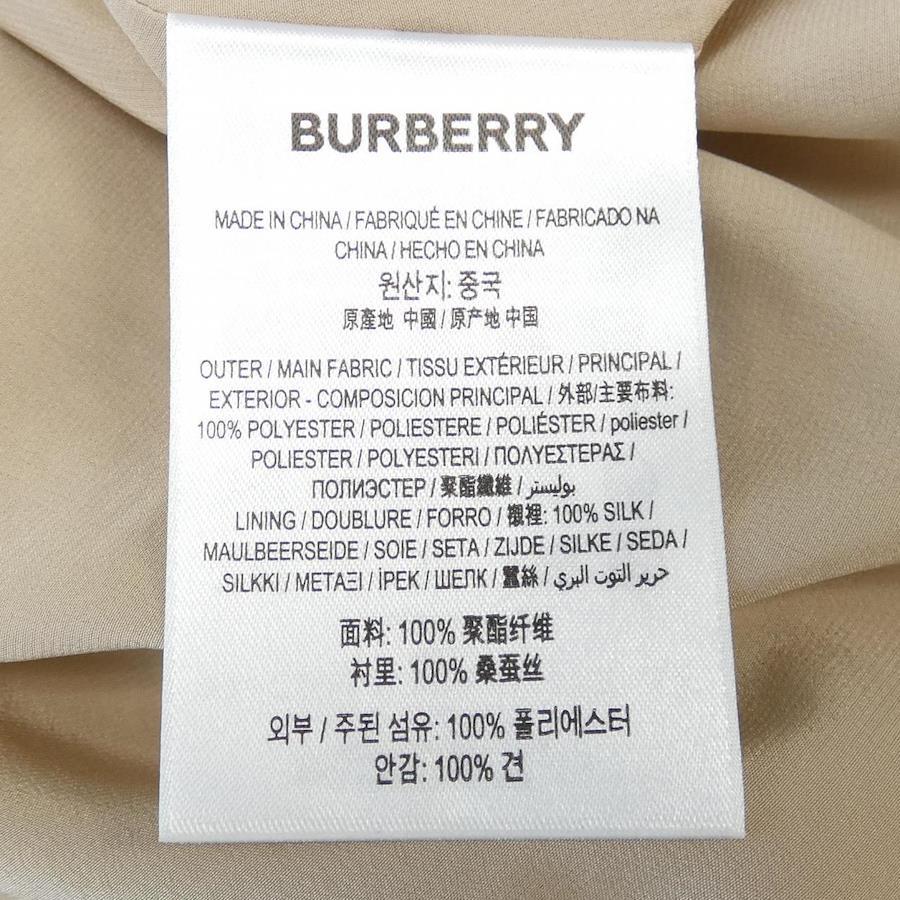 BURBERRY
MADE IN CHINA / FABRIQUÉ EN CHINE / FABRICADO NA
CHINA / HECHO EN CHINA
원산지: 중국
原產地 中國 / 原产地 中国
OUTER / MAIN FABRIC / TISSU EXTÉRIEUR / PRINCIPAL /
EXTERIOR - COMPOSICION PRINCIPAL / 外部/主要布料:
100% POLYESTER / POLIESTERE / POLIÉSTER / poliester /
POLIESTER / POLYESTERI / ΠΟΛΥΕΣΤΕΡΑΣ /
ПОЛИЭСТЕР / 聚酯纖維 / بوليستر
LINING / DOUBLURE / FORRO / 襯裡: 100% SILK /
MAULBEERSEIDE / SOIE / SETA / ZIJDE / SILKE / SEDA /
SILKKI / ΜΕΤΑΞΙ / İPEK / ШЕЛК / 蠶絲 / حرير التوت البري
面料: 100% 聚酯纤维
衬里: 100% 桑蚕丝
외부 / 주된 섬유: 100% 폴리에스터
안감: 100% 견